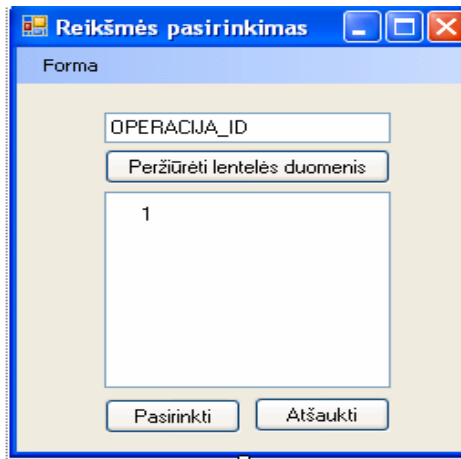 Reikšmės pasirinkimas
Forma
OPERACIJA_ID
Peržiūrėti lentelės duomenis
1
Pasirinkti Atšaukti